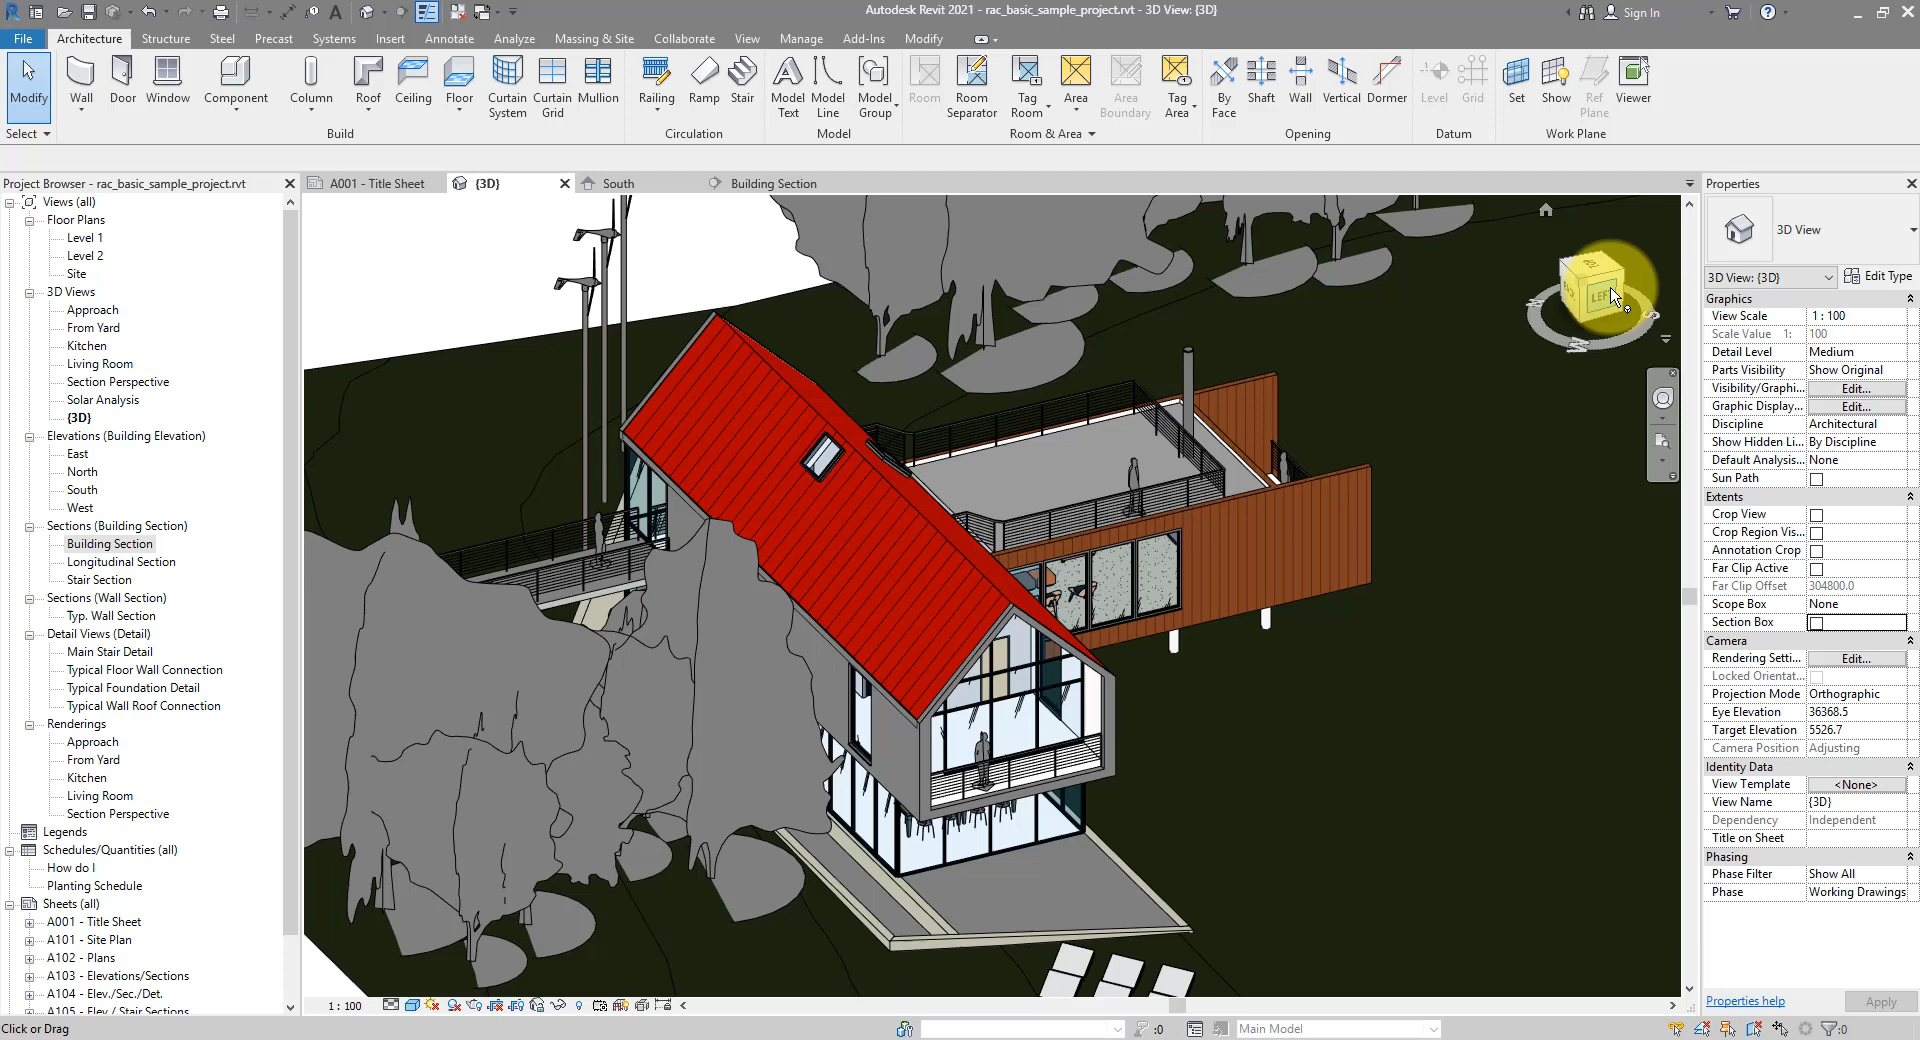 Autodesk Revit 2021 - rac_basic_sample_project.rvt - 3D View: {3D}
Sign In
File
Architecture
Structure
Steel
Precast
Systems
Insert
Annotate
Analyze
Massing & Site
Collaborate
View
Manage
Add-Ins
Modify
Modify
Wall
Door
Window
Component
Column
Roof
Ceiling
Floor
Curtain System
Curtain Grid
Mullion
Railing
Ramp
Stair
Model Text
Model Line
Model Group
Room
Room Separator
Tag Room
Area
Area Boundary
Tag Area
By Face
Shaft
Wall
Vertical
Dormer
Level
Grid
Set
Show
Ref Plane
Viewer
Select
Build
Circulation
Model
Room & Area
Opening
Datum
Work Plane
Project Browser - rac_basic_sample_project.rvt
Views (all)
Floor Plans
Level 1
Level 2
Site
3D Views
Approach
From Yard
Kitchen
Living Room
Section Perspective
Solar Analysis
{3D}
Elevations (Building Elevation)
East
North
South
West
Sections (Building Section)
Building Section
Longitudinal Section
Stair Section
Sections (Wall Section)
Typ. Wall Section
Detail Views (Detail)
Main Stair Detail
Typical Floor Wall Connection
Typical Foundation Detail
Typical Wall Roof Connection
Renderings
Approach
From Yard
Kitchen
Living Room
Section Perspective
Legends
Schedules/Quantities (all)
How do I
Planting Schedule
Sheets (all)
A001 - Title Sheet
A101 - Site Plan
A102 - Plans
A103 - Elevations/Sections
A104 - Elev./Sec./Det.
A105 - Elev./ Stair Sections
A001 - Title Sheet
{3D}
South
Building Section
TOP
LEFT
1 : 100
Properties
3D View
3D View: {3D}
Edit Type
Graphics
View Scale 1 : 100
Scale Value 1: 100
Detail Level Medium
Parts Visibility Show Original
Visibility/Graphi... Edit...
Graphic Display... Edit...
Discipline Architectural
Show Hidden Li... By Discipline
Default Analysis... None
Sun Path
Extents
Crop View
Crop Region Vis...
Annotation Crop
Far Clip Active
Far Clip Offset 304800.0
Scope Box None
Section Box
Camera
Rendering Setti... Edit...
Locked Orientat...
Projection Mode Orthographic
Eye Elevation 36368.5
Target Elevation 5526.7
Camera Position Adjusting
Identity Data
View Template <None>
View Name {3D}
Dependency Independent
Title on Sheet
Phasing
Phase Filter Show All
Phase Working Drawings
Properties help
Apply
Click or Drag
:0
Main Model
:0